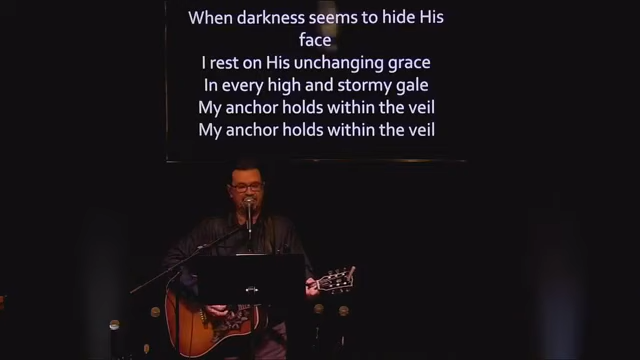 When darkness seems to hide His
face
I rest on His unchanging grace
In every high and stormy gale
My anchor holds within the veil
My anchor holds within the veil